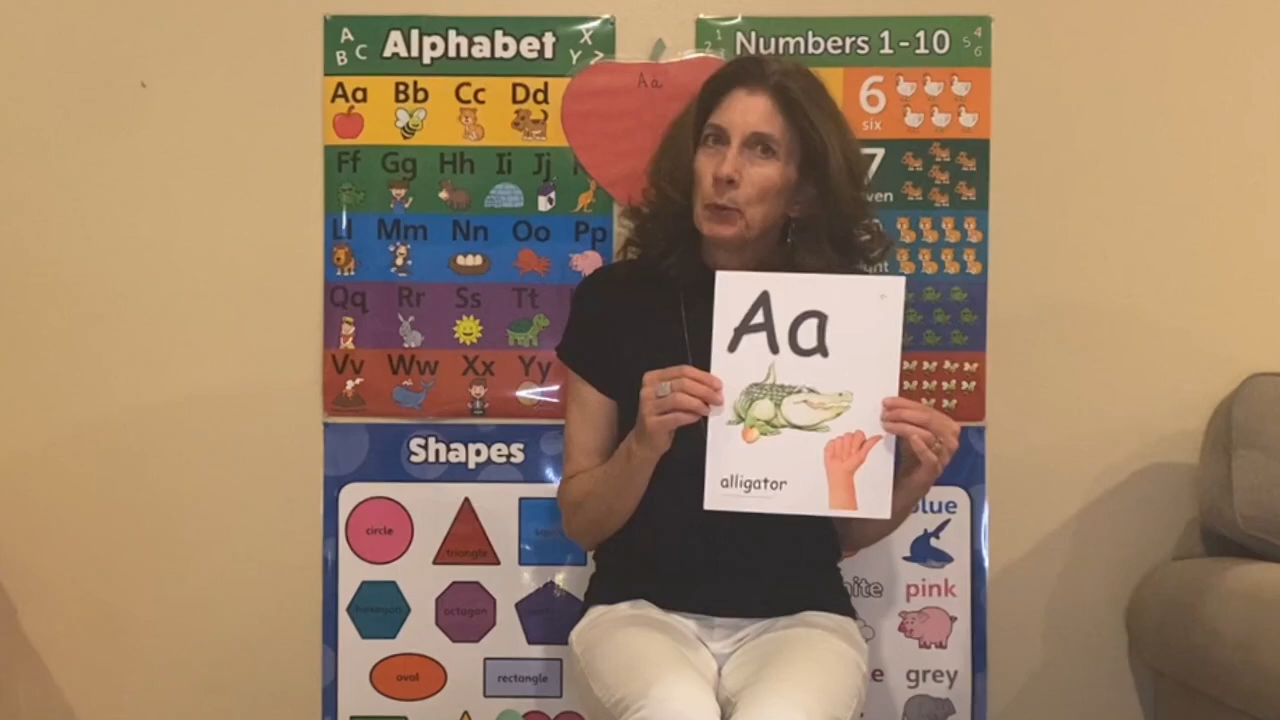 A B C Alphabet X Y Z
Aa Bb Cc Dd
Ff Gg Hh Ii Jj
Ll Mm Nn Oo Pp
Qq Rr Ss Tt
Vv Ww Xx Yy
Aa
Numbers 1-10
6
six
7
Aa
alligator
Shapes
circle
triangle
hexagon
octagon
oval
rectangle
blue
pink
grey